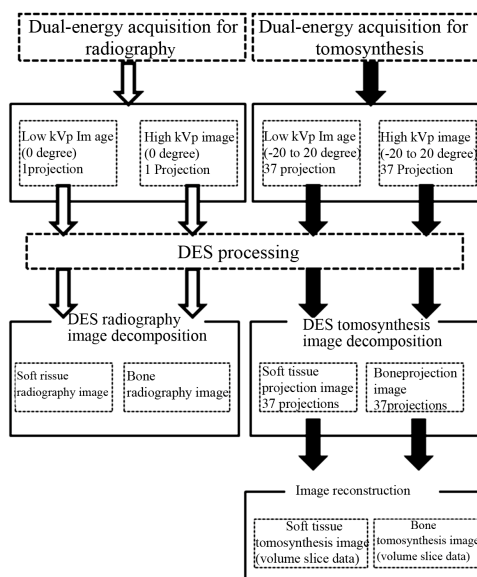 Dual-energy acquisition for
radiography
Dual-energy acquisition for
tomosynthesis
Low kVp Im age
(0 degree)
1projection
High kVp image
(0 degree)
1 Projection
Low kVp Im age
(-20 to 20 degree)
37 projection
High kVp image
(-20 to 20 degree)
37 Projection
DES processing
DES radiography
image decomposition
Soft rissue
radiography image
Bone
radiography image
DES tomosynthesis
image decomposition
Soft tissue
projection image
37 projections
Boneprojection
image
37projections
Image reconstruction
Soft tissue
tomosynthesis image
(volume slice data)
Bone
tomosynthesis image
(volume slice data)